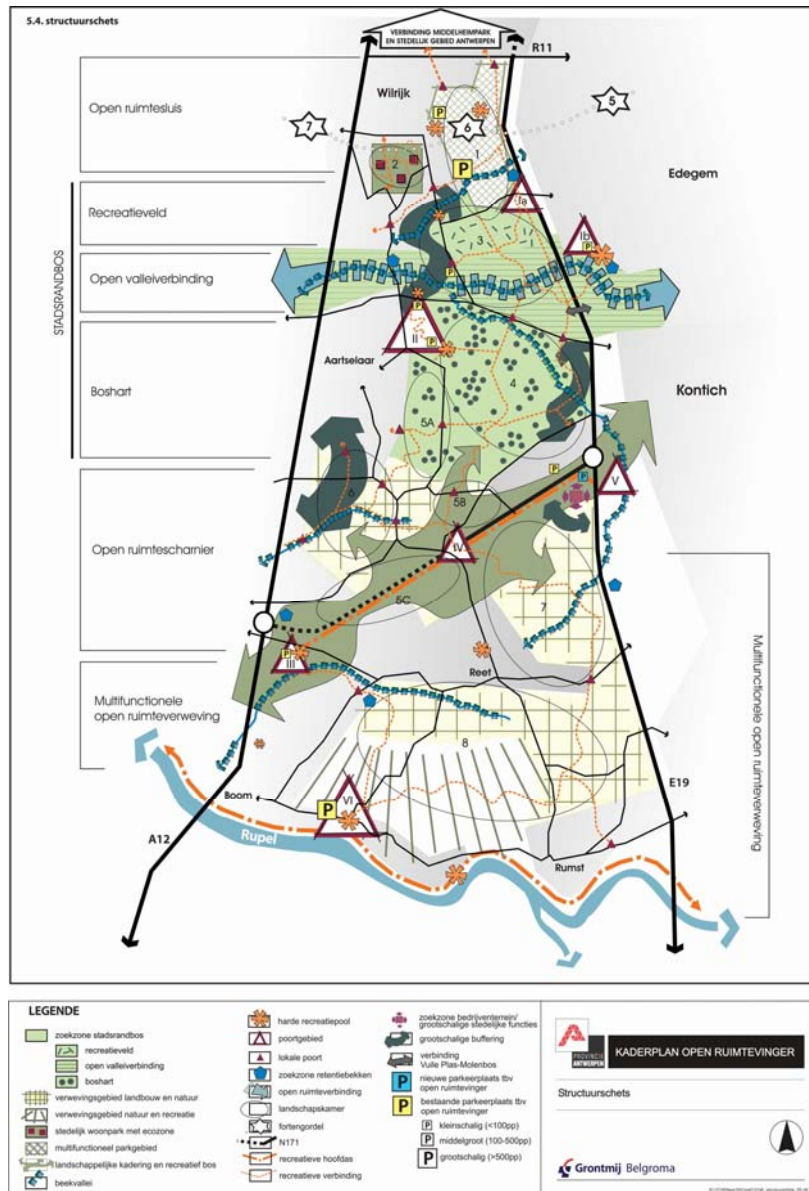 5.4. structuurschets
VERBINDING MIDDELHEIMPARK
EN STEDELIJK GEBIED ANTWERPEN
R11
Wilrijk
Open ruimtesluis
7
6
5
P
1
2
P
Edegem
Recreatieveld
Ia
3
Ib
P
STADSRANDBOS
Open valleiverbinding
P
P
II
P
Aartselaar
Boshart
4
Kontich
5A
P
P
V
6
5B
Open ruimtescharnier
IV
7
5C
P
III
Reet
Multifunctionele
open ruimteverweving
Multifunctionele open ruimteverweving
8
Boom
P
VI
E19
A12
Rupel
Rumst
LEGENDE
zoekzone stadsrandbos
recreatieveld
open valleiverbinding
boshart
verwevingsgebied landbouw en natuur
verwevingsgebied natuur en recreatie
stedelijk woonpark met ecozone
multifunctioneel parkgebied
landschappelijke kadering en recreatief bos
beekvallei
harde recreatiepool
poortgebied
lokale poort
zoekzone retentiebekken
open ruimteverbinding
landschapskamer
fortengordel
N171
recreatieve hoofdas
recreatieve verbinding
zoekzone bedrijventerrein/
grootschalige stedelijke functies
grootschalige buffering
verbinding
Vuile Plas-Molenbos
P nieuwe parkeerplaats tbv
open ruimtevinger
P bestaande parkeerplaats tbv
open ruimtevinger
P kleinschalig (<100pp)
P middelgroot (100-500pp)
P grootschalig (>500pp)
PROVINCIE
ANTWERPEN
KADERPLAN OPEN RUIMTEVINGER
Structuurschets
Grontmij Belgroma